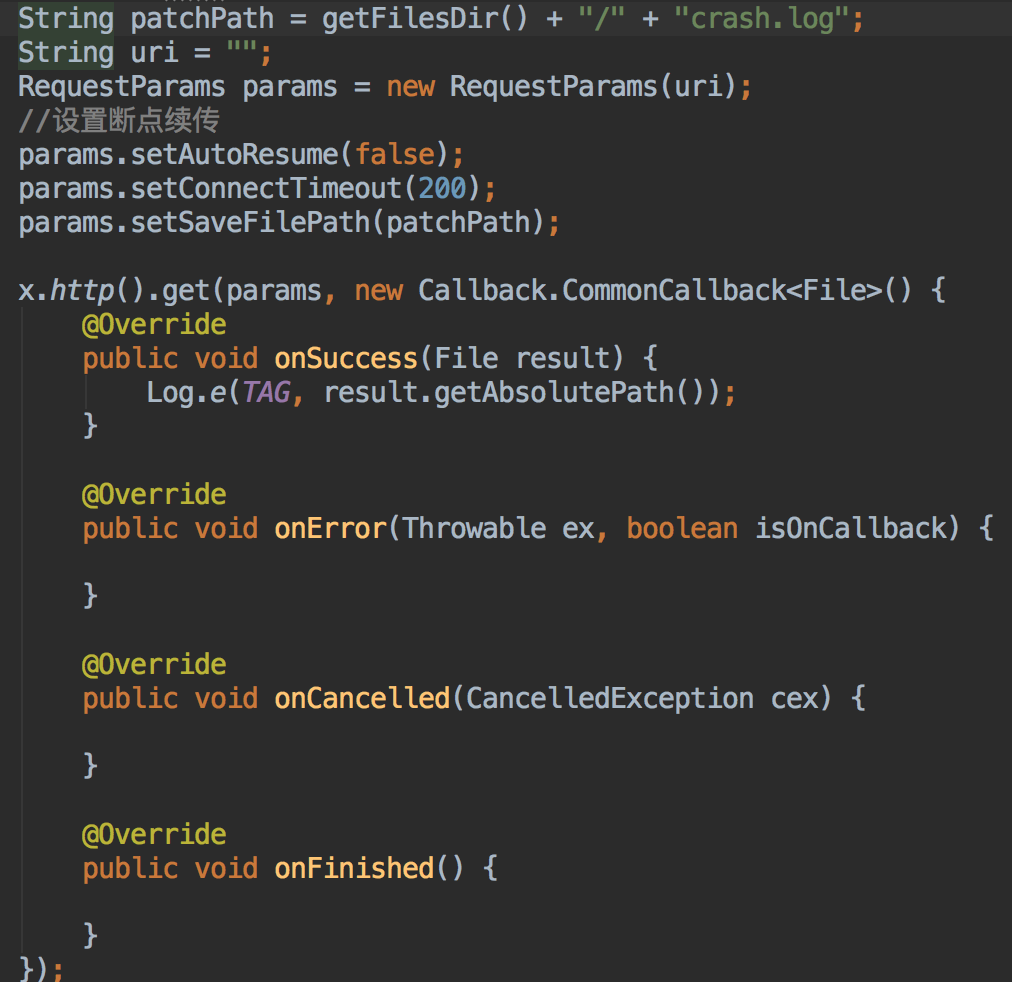 String patchPath = getFilesDir() + "/" + "crash.log";
String uri = "";
RequestParams params = new RequestParams(uri);
//设置断点续传
params.setAutoResume(false);
params.setConnectTimeout(200);
params.setSaveFilePath(patchPath);
x.http().get(params, new Callback.CommonCallback<File>() {
@Override
public void onSuccess(File result) {
Log.e(TAG, result.getAbsolutePath());
}
@Override
public void onError(Throwable ex, boolean isOnCallback) {
}
@Override
public void onCancelled(CancelledException cex) {
}
@Override
public void onFinished() {
}
});